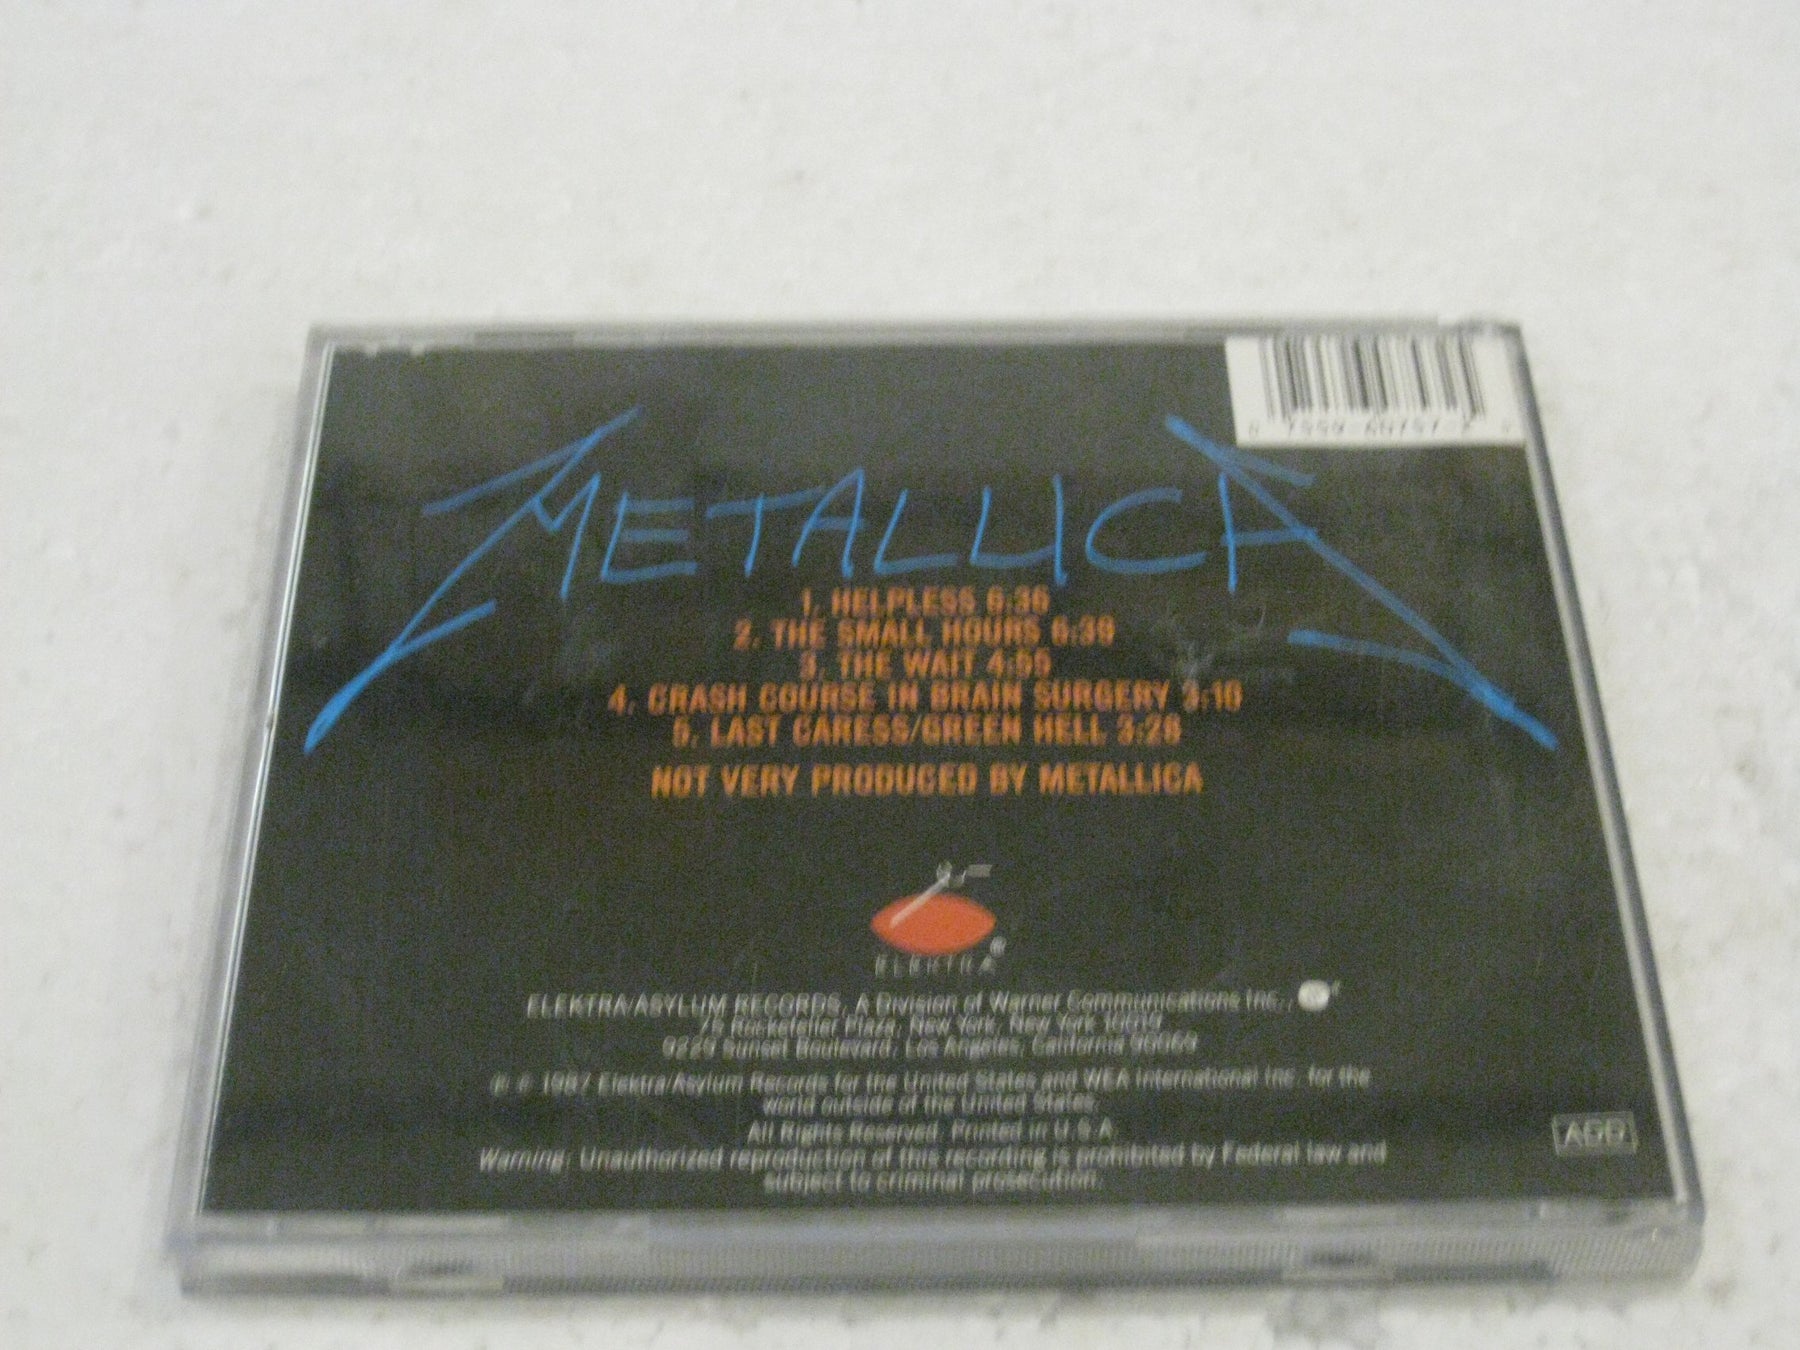 METALLICA
1. HELPLESS 6:36
2. THE SMALL HOURS 6:39
3. THE WAIT 4:55
4. CRASH COURSE IN BRAIN SURGERY 3:10
5. LAST CARESS/GREEN HELL 3:28
NOT VERY PRODUCED BY METALLICA
ELEKTRA
ELEKTRA/ASYLUM RECORDS, A Division of Warner Communications Inc.,
75 Rockefeller Plaza, New York, New York 10019
9229 Sunset Boulevard, Los Angeles, California 90069
℗ © 1987 Elektra/Asylum Records for the United States and WEA International Inc. for the
world outside of the United States.
All Rights Reserved. Printed in U.S.A.
Warning: Unauthorized reproduction of this recording is prohibited by Federal law and
subject to criminal prosecution.